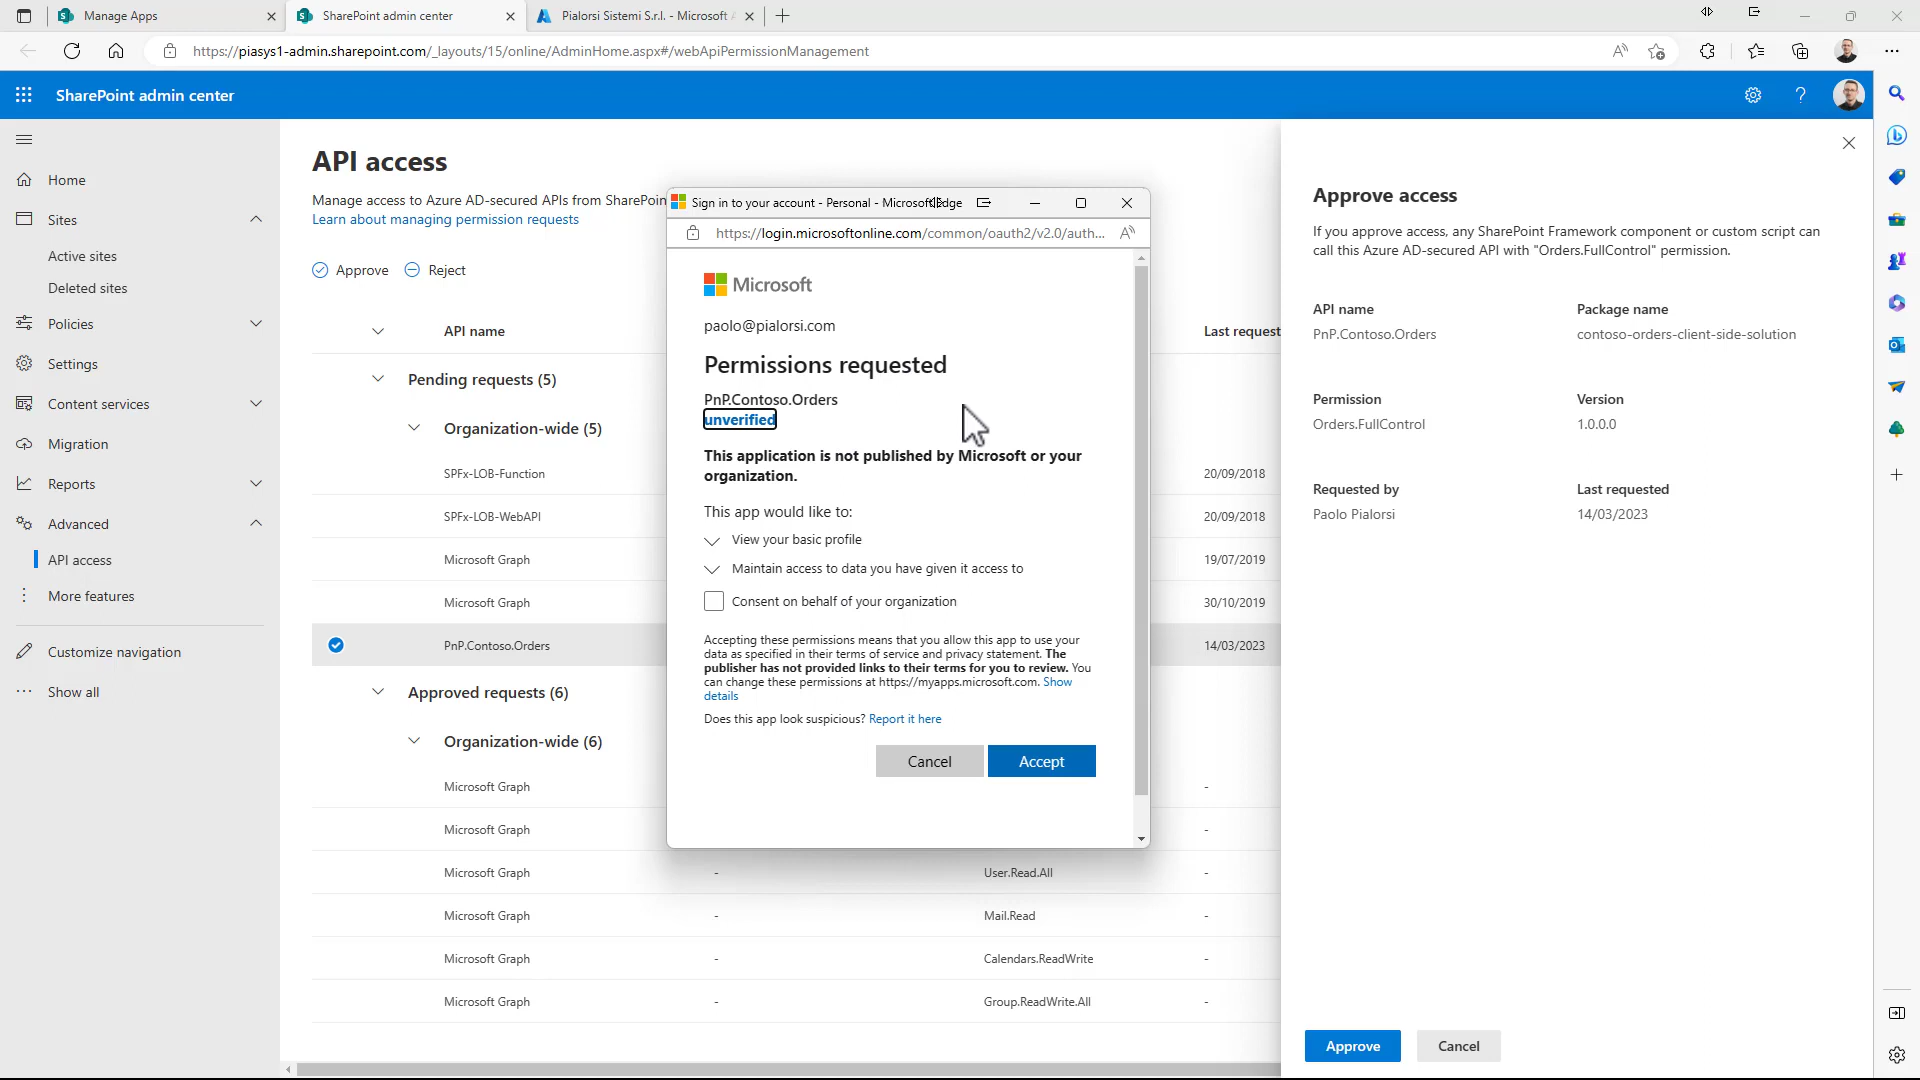 Manage Apps
SharePoint admin center
Pialorsi Sistemi S.r.l. - Microsoft
https://piasys1-admin.sharepoint.com/_layouts/15/online/AdminHome.aspx#/webApiPermissionManagement
SharePoint admin center
Home
Sites
Active sites
Deleted sites
Policies
Settings
Content services
Migration
Reports
Advanced
API access
More features
Customize navigation
Show all
API access
Manage access to Azure AD-secured APIs from SharePoin
Learn about managing permission requests
Approve
Reject
API name
Last request
Pending requests (5)
Organization-wide (5)
SPFx-LOB-Function
20/09/2018
SPFx-LOB-WebAPI
20/09/2018
Microsoft Graph
19/07/2019
Microsoft Graph
30/10/2019
PnP.Contoso.Orders
14/03/2023
Approved requests (6)
Organization-wide (6)
Microsoft Graph
-
Microsoft Graph
-
Microsoft Graph - User.Read.All -
Microsoft Graph - Mail.Read -
Microsoft Graph - Calendars.ReadWrite -
Microsoft Graph - Group.ReadWrite.All -
Sign in to your account - Personal - Microsoft Edge
https://login.microsoftonline.com/common/oauth2/v2.0/auth...
Microsoft
paolo@pialorsi.com
Permissions requested
PnP.Contoso.Orders
unverified
This application is not published by Microsoft or your
organization.
This app would like to:
View your basic profile
Maintain access to data you have given it access to
Consent on behalf of your organization
Accepting these permissions means that you allow this app to use your
data as specified in their terms of service and privacy statement. The
publisher has not provided links to their terms for you to review. You
can change these permissions at https://myapps.microsoft.com. Show
details
Does this app look suspicious? Report it here
Cancel
Accept
Approve access
If you approve access, any SharePoint Framework component or custom script can
call this Azure AD-secured API with "Orders.FullControl" permission.
API name
Package name
PnP.Contoso.Orders
contoso-orders-client-side-solution
Permission
Version
Orders.FullControl
1.0.0.0
Requested by
Last requested
Paolo Pialorsi
14/03/2023
Approve
Cancel